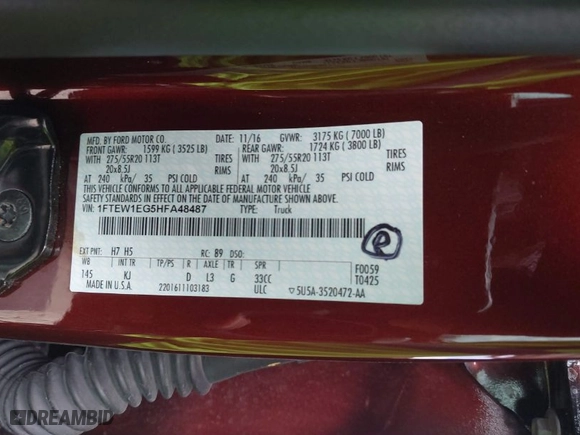 MFD. BY FORD MOTOR CO. 11/16 GVWR: 3175 KG ( 7000 LB)
FRONT GAWR: 1599 KG ( 3525 LB) REAR GAWR: 1724 KG ( 3800 LB)
WITH 275/55R20 113T TIRES WITH 275/55R20 113T TIRES
20x8.5J RIMS 20x8.5J RIMS
AT 240 kPa/ 35 PSI COLD AT 240 kPa/ 35 PSI COLD
THIS VEHICLE CONFORMS TO ALL APPLICABLE FEDERAL MOTOR VEHICLE
SAFETY STANDARDS IN EFFECT ON THE DATE OF MANUFACTURE SHOWN ABOVE.
VIN: 1FTEW1EG5HFA48487 TYPE: Truck
R
EXT PNT: H7 H5 RC: 89 DSO:
WB INT TR TP/PS R AXLE TR SPR F0059
145 KJ D L3 G 33CC T0425
MADE IN U.S.A. 2201611103183 ULC 5U5A-3520472-AA
DREAMBID